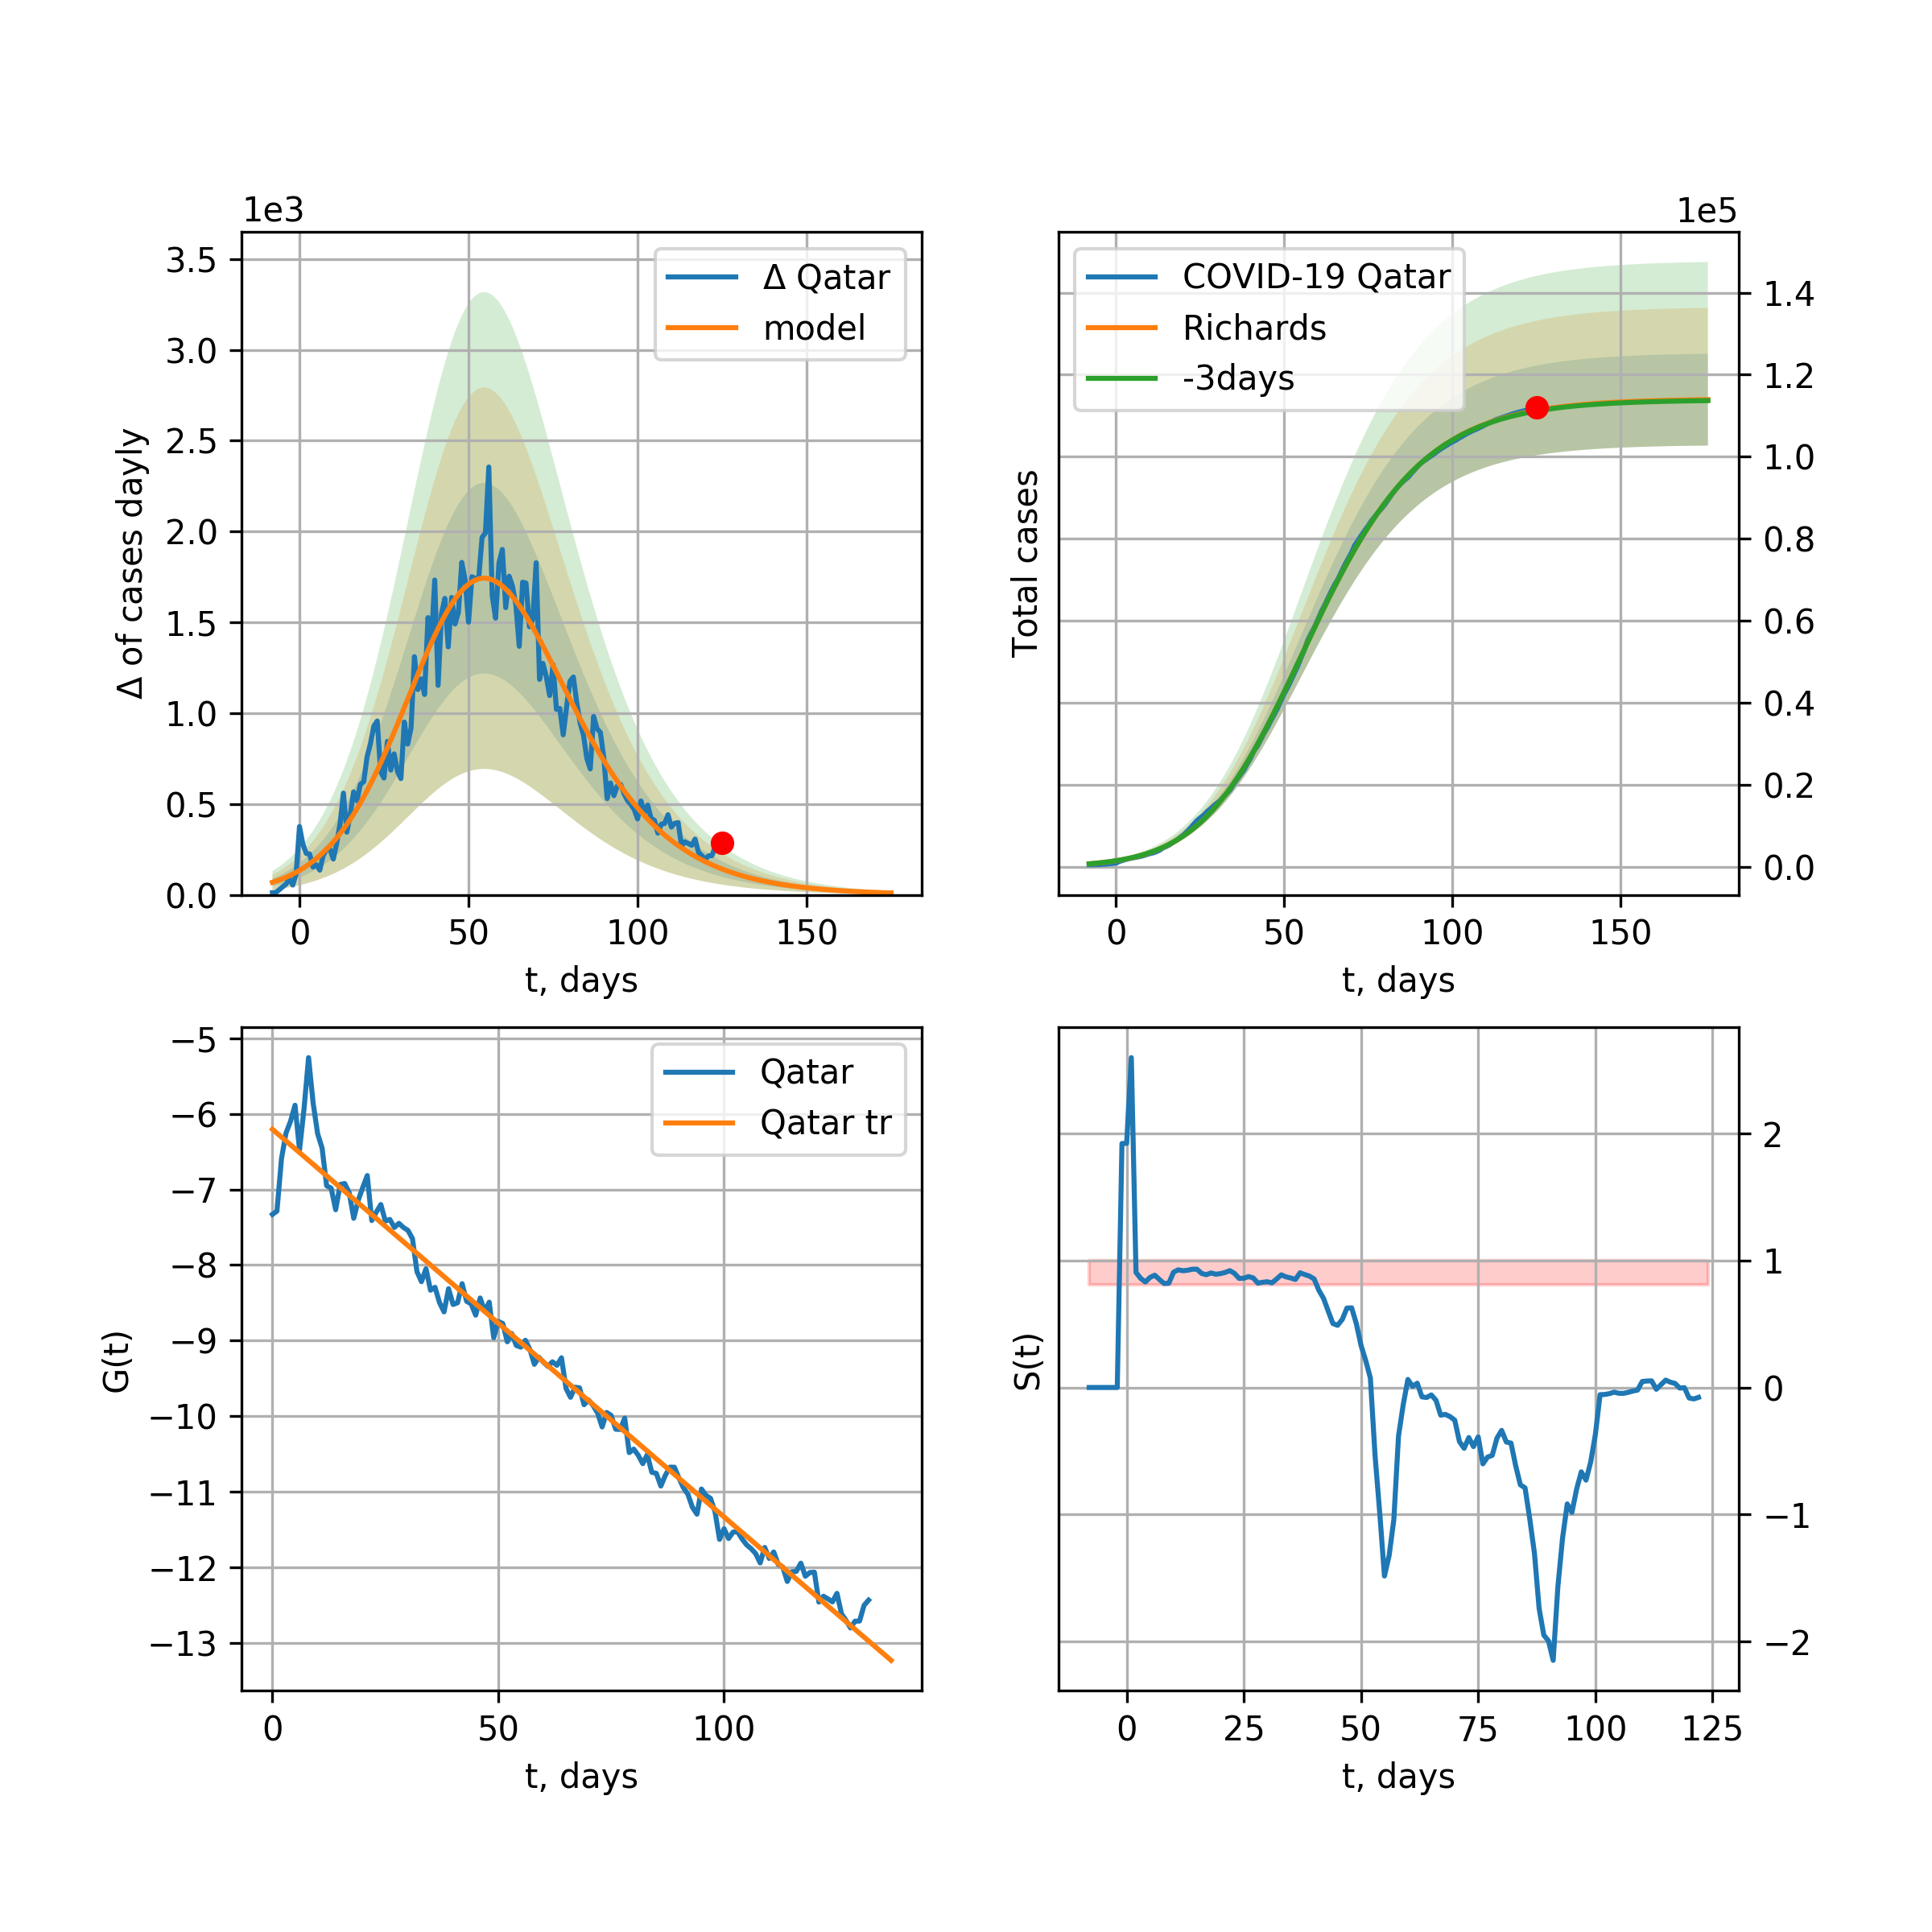 1e3
3.5
3.0
2.5
2.0
1.5
1.0
0.5
0.0
Δ of cases dayly
Δ Qatar
model
0 50 100 150
t, days
1e5
COVID-19 Qatar
Richards
-3days
Total cases
1.4
1.2
1.0
0.8
0.6
0.4
0.2
0.0
0 50 100 150
t, days
−5
−6
−7
−8
−9
−10
−11
−12
−13
G(t)
Qatar
Qatar tr
0 50 100
t, days
S(t)
2
1
0
−1
−2
0 25 50 75 100 125
t, days